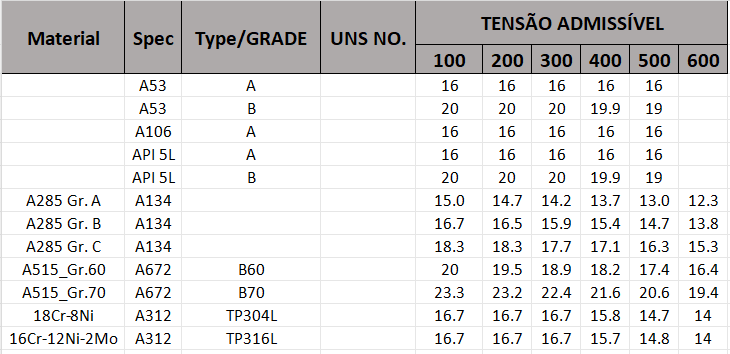 Material Spec Type/GRADE UNS NO. TENSÃO ADMISSÍVEL
100 200 300 400 500 600
A53 A 16 16 16 16 16
A53 B 20 20 20 19.9 19
A106 A 16 16 16 16 16
API 5L A 16 16 16 16 16
API 5L B 20 20 20 19.9 19
A285 Gr. A A134 15.0 14.7 14.2 13.7 13.0 12.3
A285 Gr. B A134 16.7 16.5 15.9 15.4 14.7 13.8
A285 Gr. C A134 18.3 18.3 17.7 17.1 16.3 15.3
A515_Gr.60 A672 B60 20 19.5 18.9 18.2 17.4 16.4
A515_Gr.70 A672 B70 23.3 23.2 22.4 21.6 20.6 19.4
18Cr-8Ni A312 TP304L 16.7 16.7 16.7 15.8 14.7 14
16Cr-12Ni-2Mo A312 TP316L 16.7 16.7 16.7 15.7 14.8 14